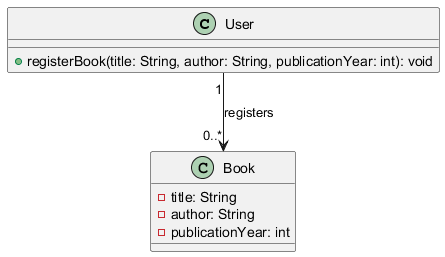 C User
registerBook(title: String, author: String, publicationYear: int): void
1
registers
0..*
C Book
title: String
author: String
publicationYear: int